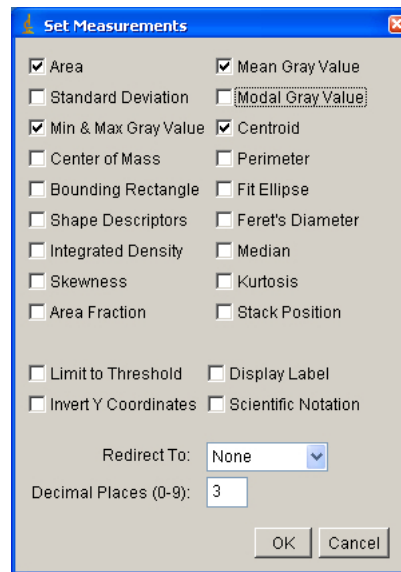 Set Measurements
Area Mean Gray Value
Standard Deviation Modal Gray Value
Min & Max Gray Value Centroid
Center of Mass Perimeter
Bounding Rectangle Fit Ellipse
Shape Descriptors Feret's Diameter
Integrated Density Median
Skewness Kurtosis
Area Fraction Stack Position
Limit to Threshold Display Label
Invert Y Coordinates Scientific Notation
Redirect To: None
Decimal Places (0-9): 3
OK Cancel